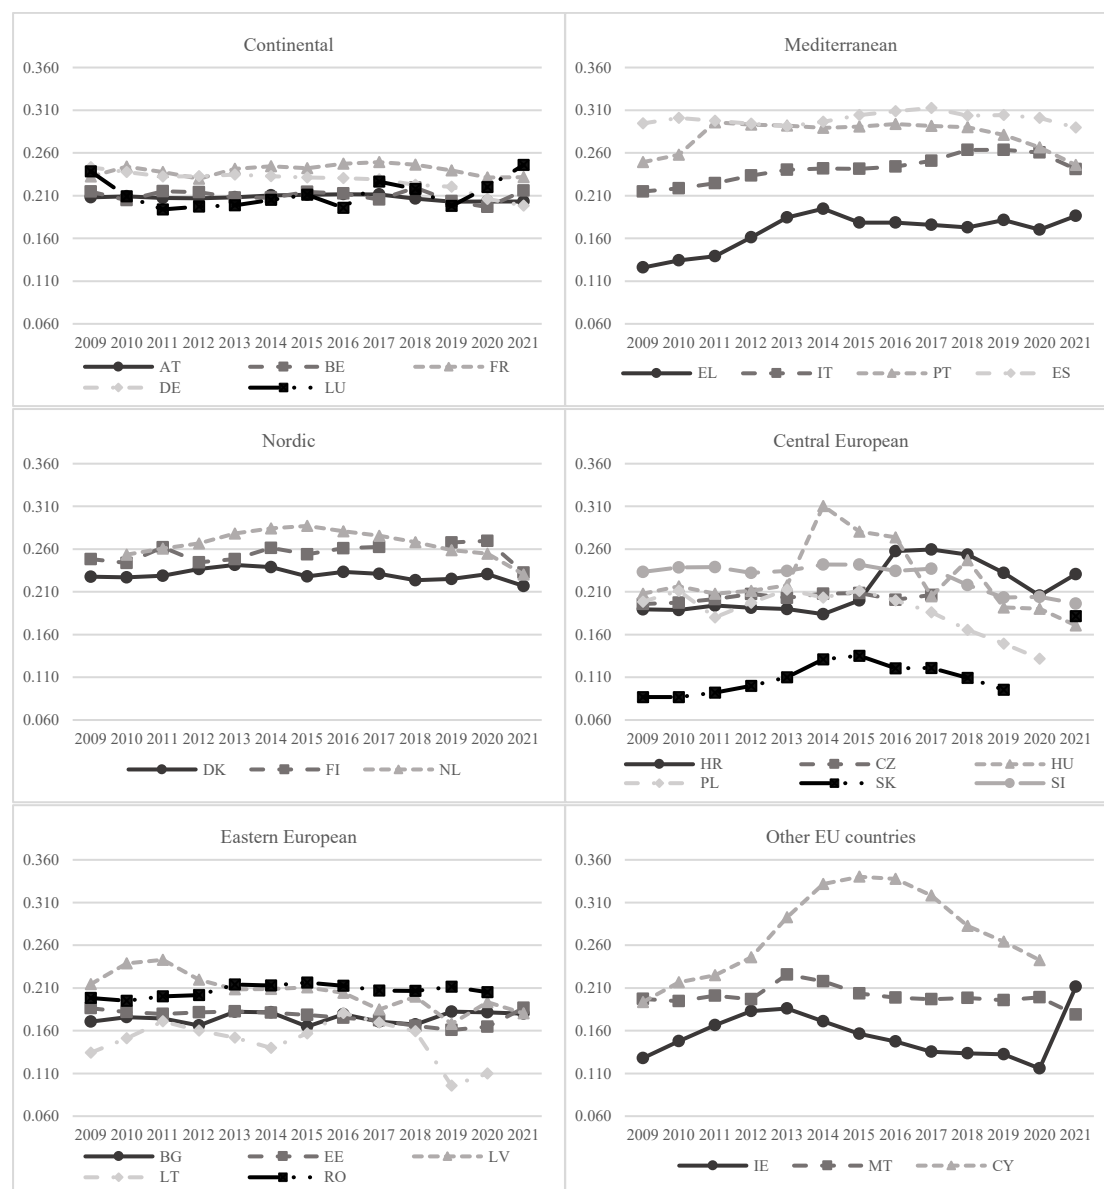 Continental
0.360
0.310
0.260
0.210
0.160
0.110
0.060
2009 2010 2011 2012 2013 2014 2015 2016 2017 2018 2019 2020 2021
AT BE FR
DE LU
Mediterranean
0.360
0.310
0.260
0.210
0.160
0.110
0.060
2009 2010 2011 2012 2013 2014 2015 2016 2017 2018 2019 2020 2021
EL IT PT ES
Nordic
0.360
0.310
0.260
0.210
0.160
0.110
0.060
2009 2010 2011 2012 2013 2014 2015 2016 2017 2018 2019 2020 2021
DK FI NL
Central European
0.360
0.310
0.260
0.210
0.160
0.110
0.060
2009 2010 2011 2012 2013 2014 2015 2016 2017 2018 2019 2020 2021
HR CZ HU
PL SK SI
Eastern European
0.360
0.310
0.260
0.210
0.160
0.110
0.060
2009 2010 2011 2012 2013 2014 2015 2016 2017 2018 2019 2020 2021
BG EE LV
LT RO
Other EU countries
0.360
0.310
0.260
0.210
0.160
0.110
0.060
2009 2010 2011 2012 2013 2014 2015 2016 2017 2018 2019 2020 2021
IE MT CY